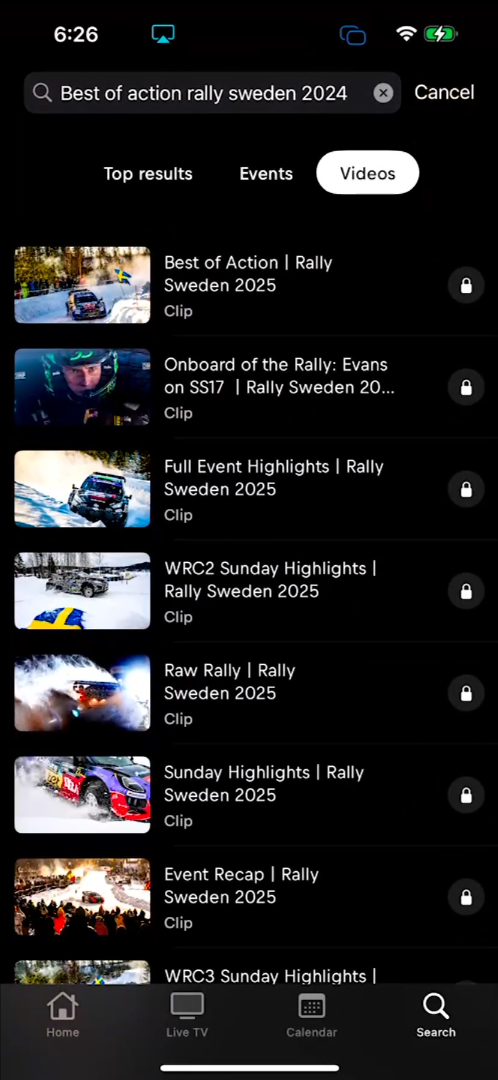 6:26
Best of action rally sweden 2024
Cancel
Top results
Events
Videos
Best of Action | Rally
Sweden 2025
Clip
Onboard of the Rally: Evans
on SS17 | Rally Sweden 20...
Clip
Full Event Highlights | Rally
Sweden 2025
Clip
WRC2 Sunday Highlights |
Rally Sweden 2025
Clip
Raw Rally | Rally
Sweden 2025
Clip
Sunday Highlights | Rally
Sweden 2025
Clip
Event Recap | Rally
Sweden 2025
Clip
WRC3 Sunday Highlights |
Home
Live TV
Calendar
Search